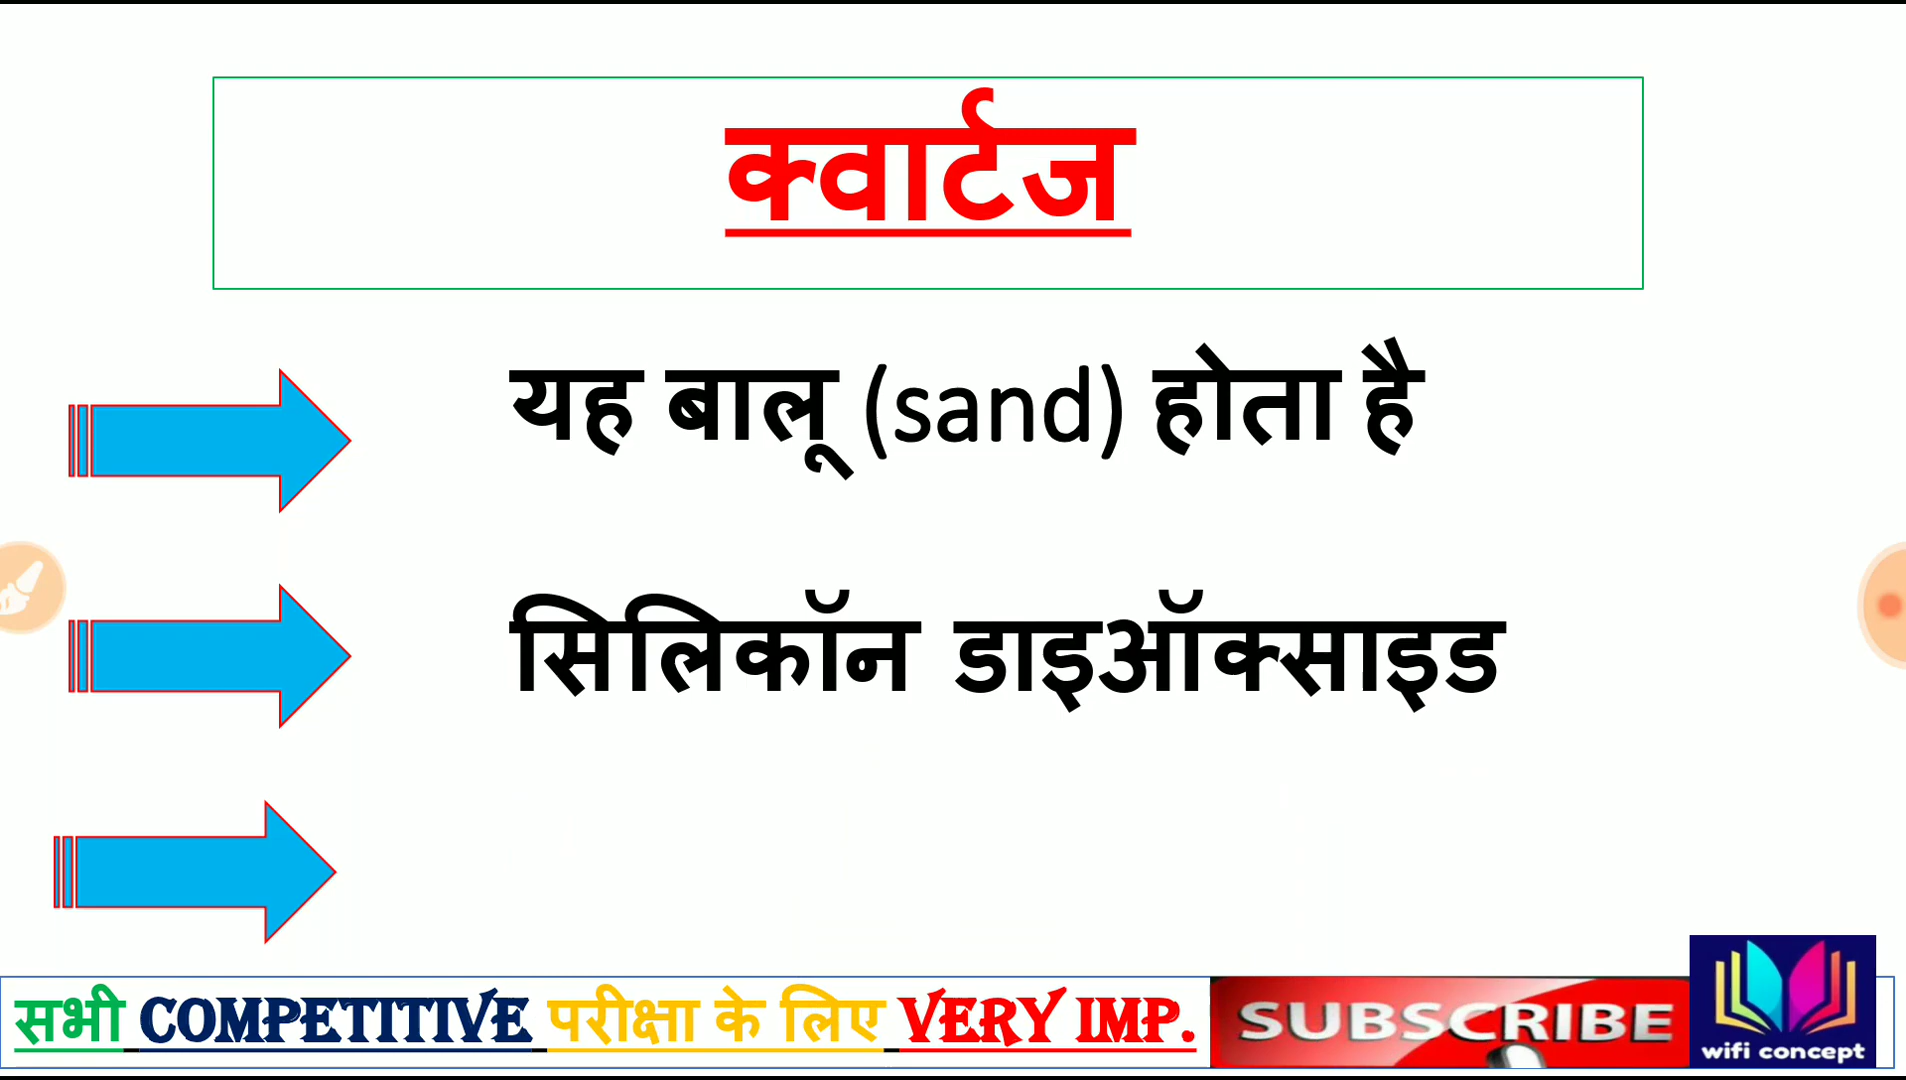 क्वार्टज
यह बालू (sand) होता है
सिलिकॉन डाइऑक्साइड
सभी COMPETITIVE परीक्षा के लिए VERY IMP.
SUBSCRIBE
wifi concept